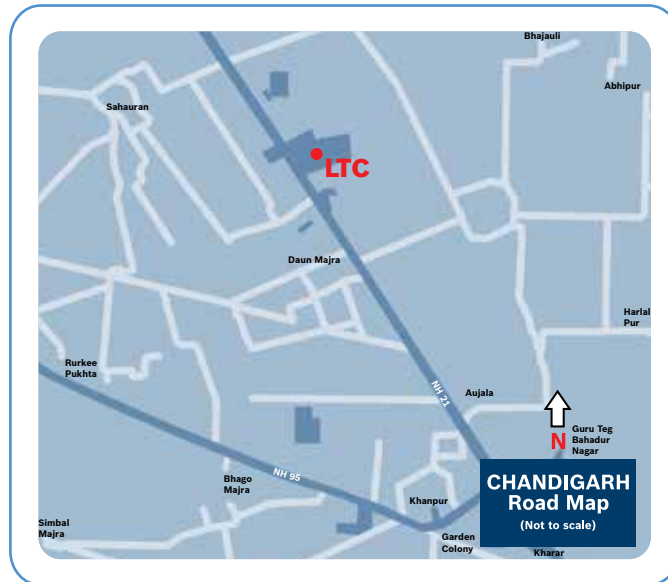 Bhajauli
Abhipur
Sahauran
LTC
Daun Majra
Harlal
Pur
Rurkee
Pukhta
NH 21
Aujala
N
Guru Teg
Bahadur
Nagar
NH 95
Bhago
Majra
Khanpur
CHANDIGARH
Road Map
(Not to scale)
Simbal
Majra
Garden
Colony
Kharar